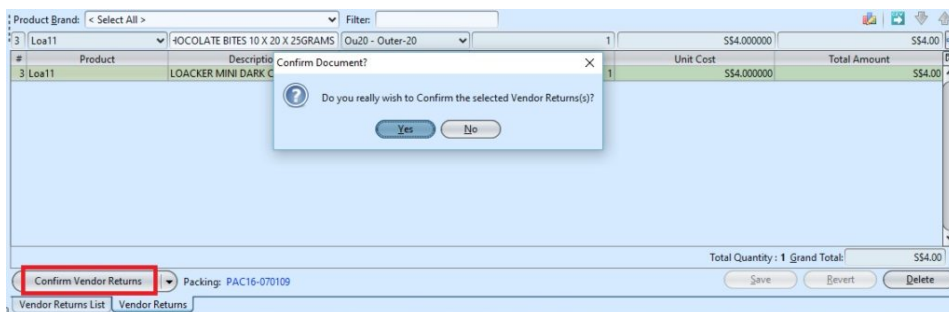 Product Brand: < Select All > Filter:
3 Loa11 HOCOLATE BITES 10 X 20 X 25GRAMS Ou20 - Outer-20 1 S$4.000000 S$4.00
# Product Descriptio Unit Cost Total Amount
3 Loa11 LOACKER MINI DARK C 1 S$4.000000 S$4.00
Confirm Document?
Do you really wish to Confirm the selected Vendor Returns(s)?
Yes No
Total Quantity : 1 Grand Total: S$4.00
Confirm Vendor Returns Packing: PAC16-070109 Save Revert Delete
Vendor Returns List Vendor Returns